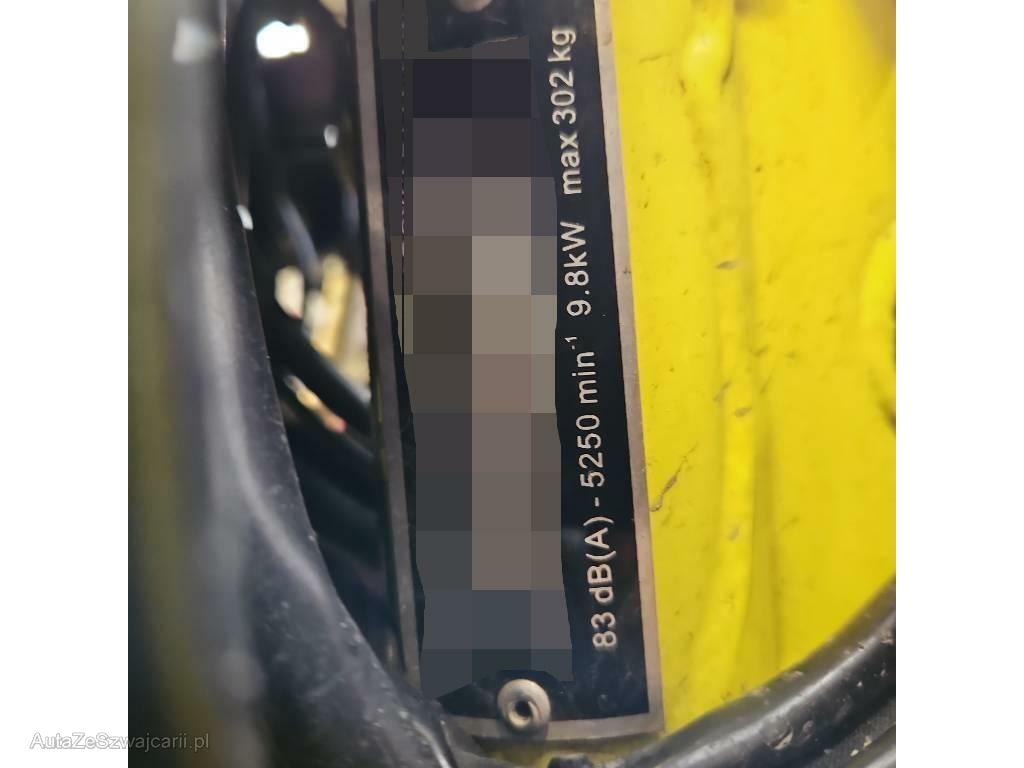 83 dB(A) - 5250 min⁻¹ 9.8kW max 302 kg
AutaZeSzwajcarii.pl